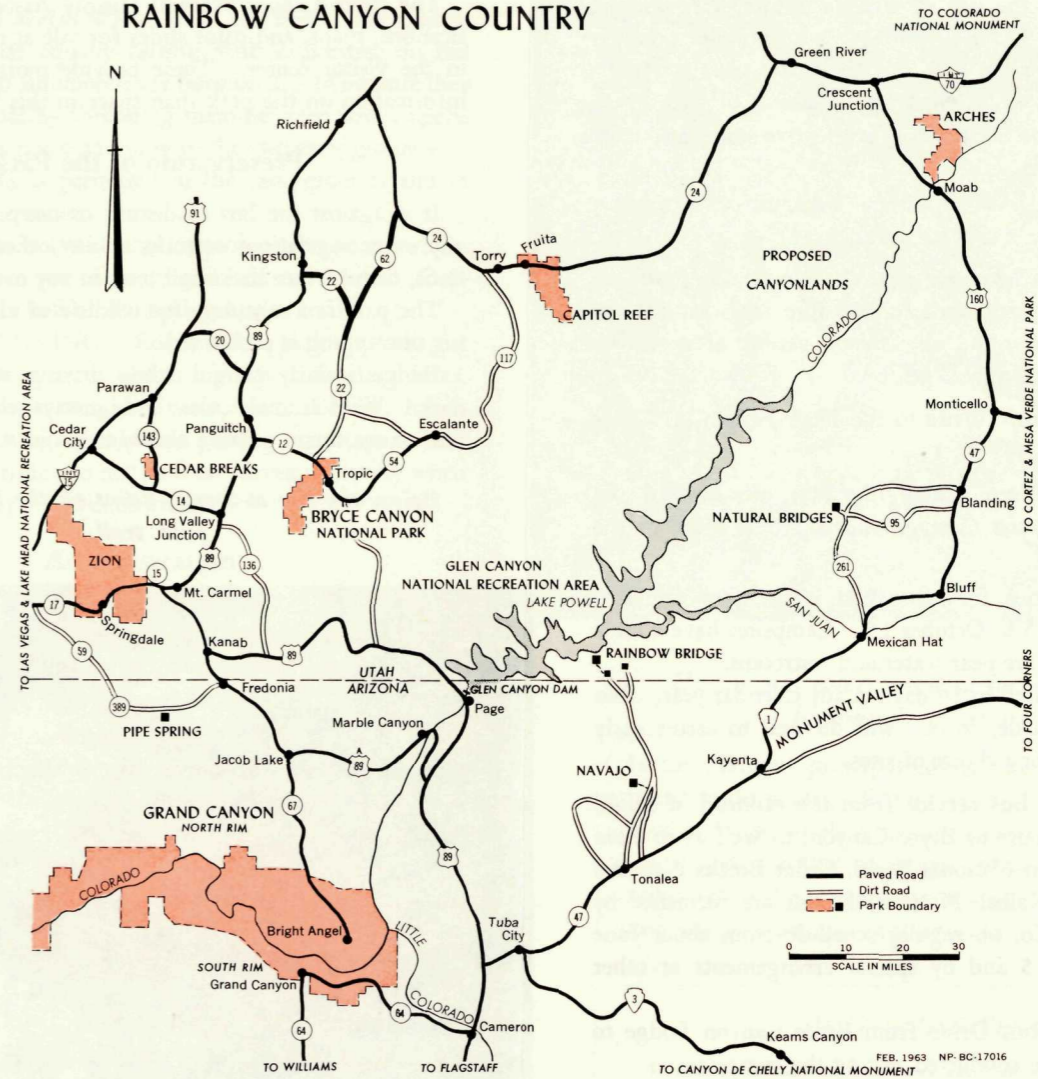 RAINBOW CANYON COUNTRY
TO COLORADO
NATIONAL MONUMENT
Green River
INTERSTATE
70
Crescent
Junction
N
ARCHES
Richfield
Moab
24
91
24
Fruita
62
Kingston
Torry
PROPOSED
CANYONLANDS
22
160
CAPITOL REEF
COLORADO
20
89
117
22
Parawan
Monticello
Panguitch
Escalante
Cedar
City
143
12
54
47
CEDAR BREAKS
Tropic
75
14
Blanding
Long Valley
Junction
BRYCE CANYON
NATIONAL PARK
NATURAL BRIDGES
95
ZION
89
136
261
15
GLEN CANYON
NATIONAL RECREATION AREA
Mt. Carmel
LAKE POWELL
Bluff
17
Springdale
SAN JUAN
Mexican Hat
Kanab
59
89
RAINBOW BRIDGE
UTAH
ARIZONA
Fredonia
GLEN CANYON DAM
389
Page
PIPE SPRING
Marble Canyon
1
MONUMENT VALLEY
Jacob Lake
A
89
Kayenta
NAVAJO
67
GRAND CANYON
NORTH RIM
89
COLORADO
Tonalea
Paved Road
Dirt Road
Park Boundary
Bright Angel
LITTLE
COLORADO
47
Tuba
City
0 10 20 30
SCALE IN MILES
SOUTH RIM
Grand Canyon
64
3
64
Cameron
Keams Canyon
TO WILLIAMS
TO FLAGSTAFF
TO CANYON DE CHELLY NATIONAL MONUMENT
FEB. 1963 NP-BC-17016
TO LAS VEGAS & LAKE MEAD NATIONAL RECREATION AREA
TO CORTEZ & MESA VERDE NATIONAL PARK
TO FOUR CORNERS